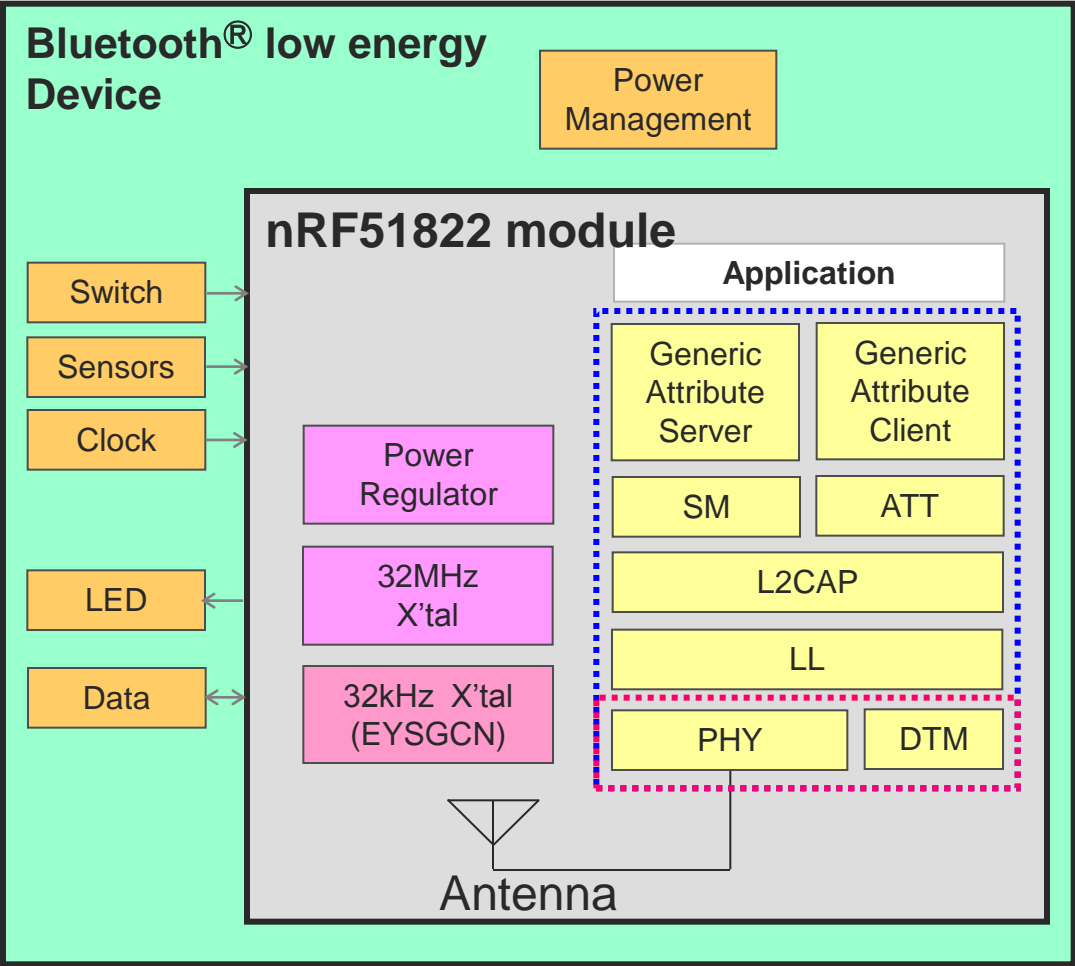 Bluetooth® low energy
Device
Power
Management
nRF51822 module
Application
Switch
Sensors
Clock
LED
Data
Power
Regulator
32MHz
X’tal
32kHz X’tal
(EYSGCN)
Generic
Attribute
Server
Generic
Attribute
Client
SM
ATT
L2CAP
LL
PHY
DTM
Antenna